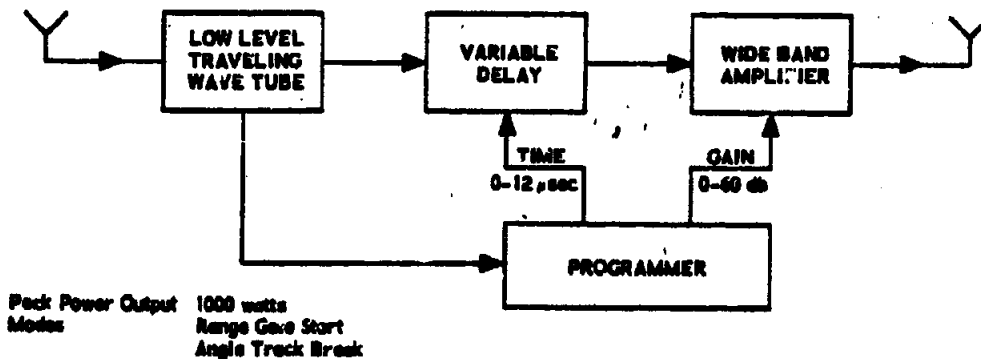 LOW LEVEL
TRAVELING
WAVE TUBE
VARIABLE
DELAY
WIDE BAND
AMPLIFIER
TIME
0-12 μsec
GAIN
0-60 db
PROGRAMMER
Peck Power Output 1000 watts
Modes Range Gate Start
Angle Track Break